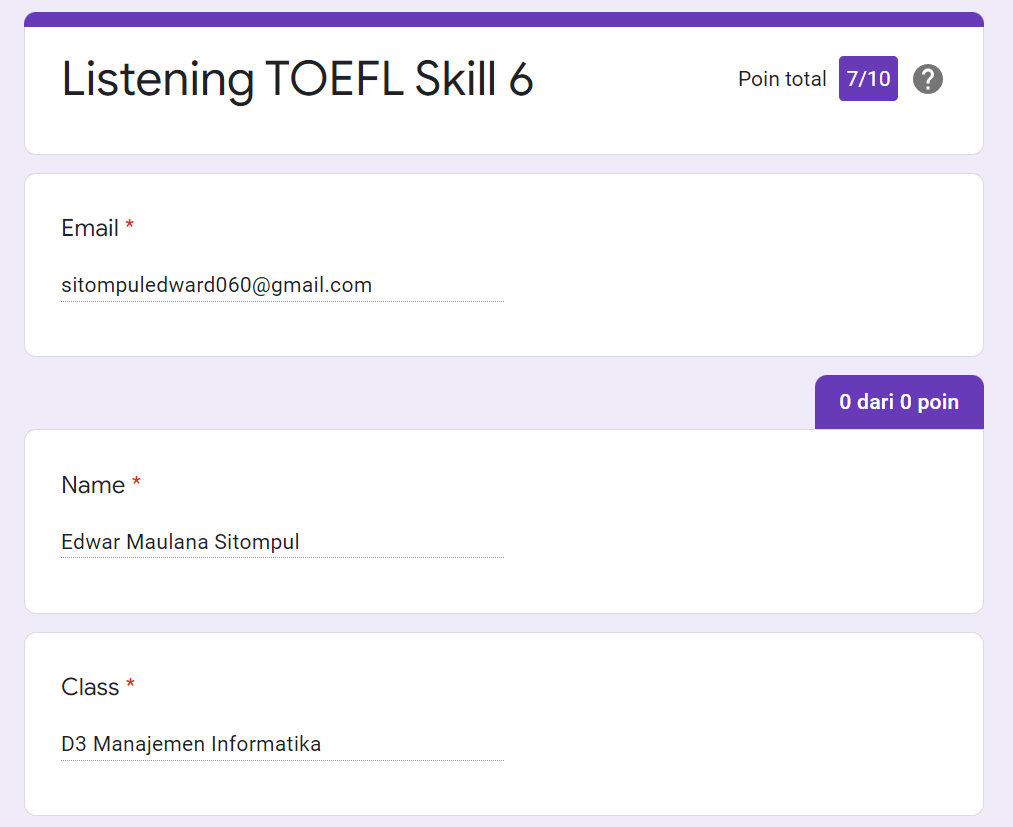 Listening TOEFL Skill 6
Poin total 7/10
Email *
sitompuledward060@gmail.com
0 dari 0 poin
Name *
Edwar Maulana Sitompul
Class *
D3 Manajemen Informatika